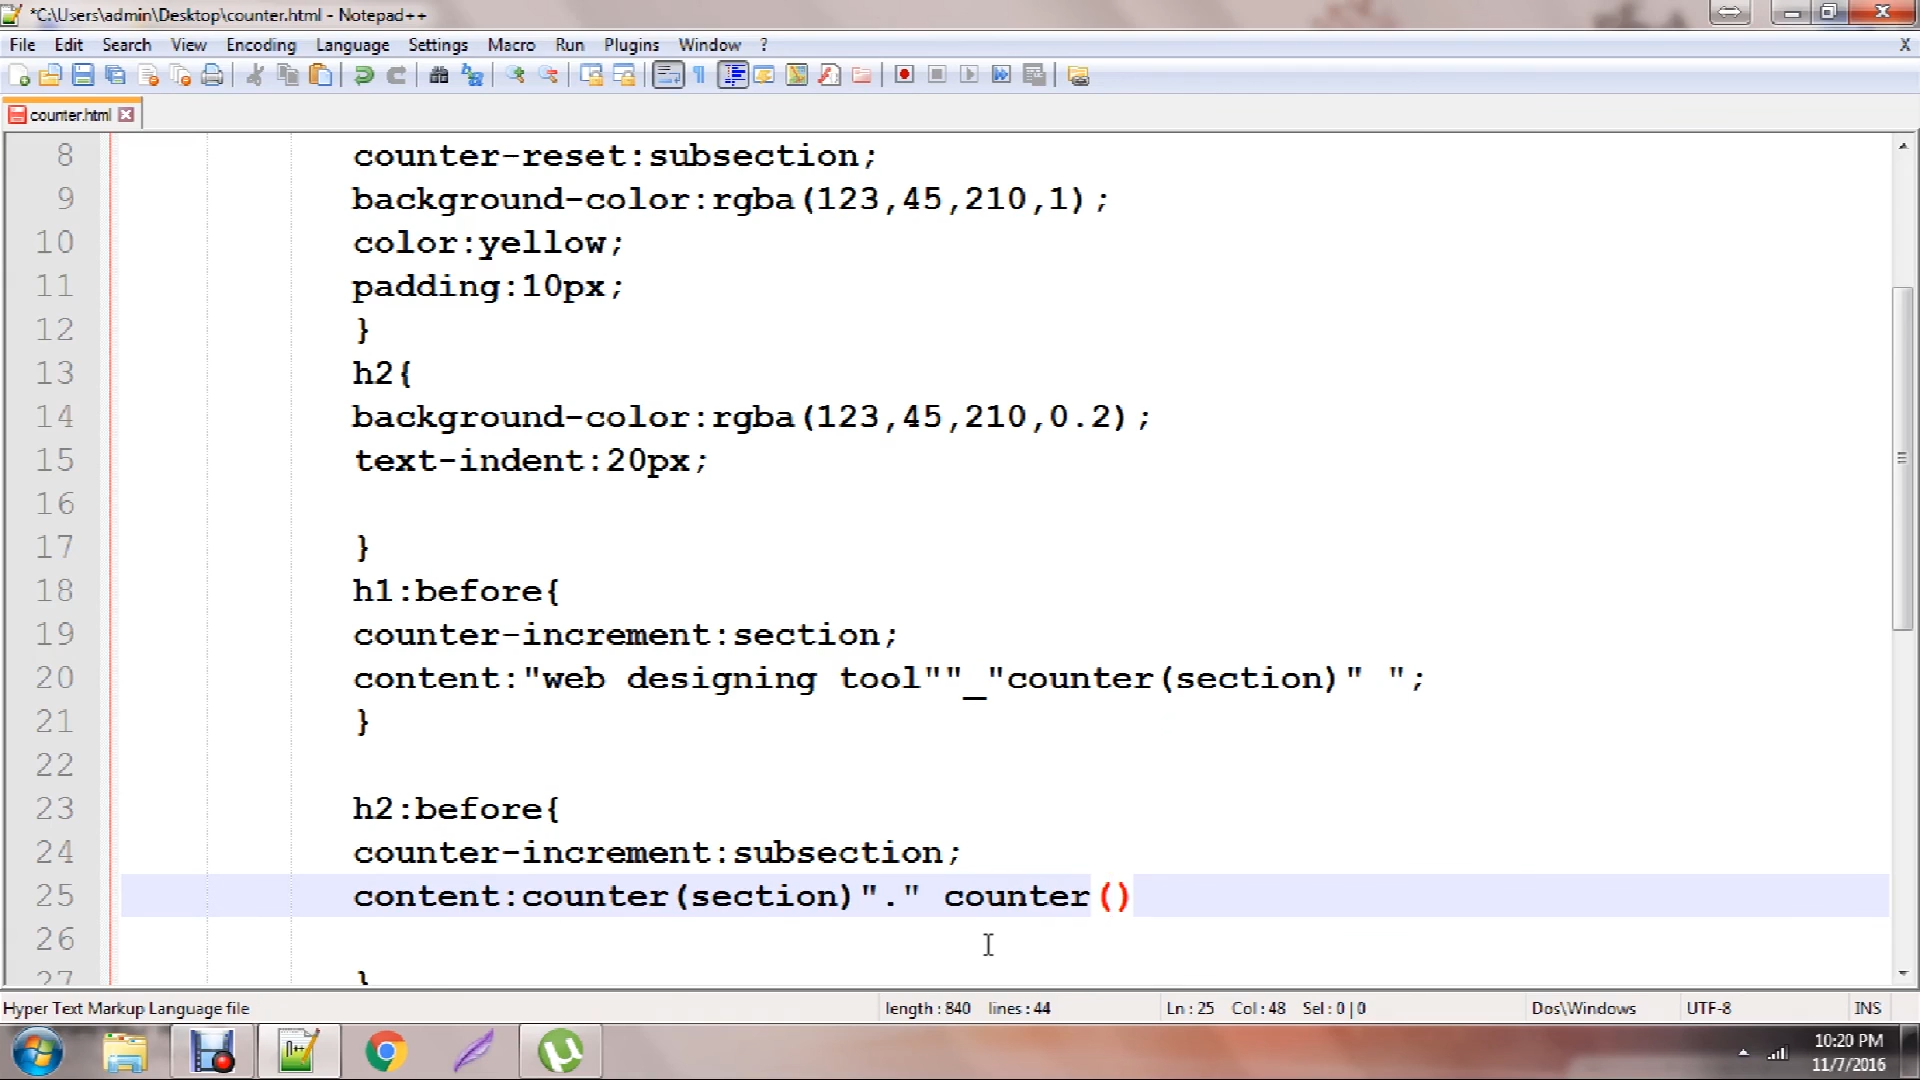 *C:\Users\admin\Desktop\counter.html - Notepad++
File Edit Search View Encoding Language Settings Macro Run Plugins Window ? X
counter.html
8 counter-reset:subsection;
9 background-color:rgba(123,45,210,1);
10 color:yellow;
11 padding:10px;
12 }
13 h2{
14 background-color:rgba(123,45,210,0.2);
15 text-indent:20px;
16
17 }
18 h1:before{
19 counter-increment:section;
20 content:"web designing tool""_"counter(section)" ";
21 }
22
23 h2:before{
24 counter-increment:subsection;
25 content:counter(section)"." counter()
26
27 }
Hyper Text Markup Language file length : 840 lines : 44 Ln : 25 Col : 48 Sel : 0 | 0 Dos\Windows UTF-8 INS
10:20 PM
11/7/2016